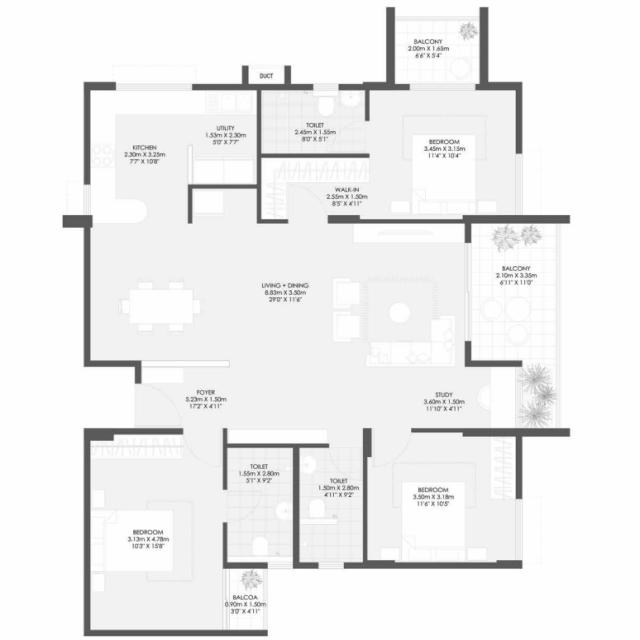 BALCONY
2.00m X 1.65m
6'6" X 5'4"
DUCT
TOILET
2.45m X 1.55m
8'0" X 5'1"
UTILITY
1.53m X 2.30m
5'0" X 7'7"
KITCHEN
2.30m X 3.25m
7'7" X 10'8"
BEDROOM
3.45m X 3.15m
11'4" X 10'4"
WALK-IN
2.55m X 1.50m
8'5" X 4'11"
BALCONY
2.10m X 3.35m
6'11" X 11'0"
LIVING + DINING
8.83m X 3.50m
29'0" X 11'6"
FOYER
5.23m X 1.50m
17'2" X 4'11"
STUDY
3.60m X 1.50m
11'10" X 4'11"
TOILET
1.55m X 2.80m
5'1" X 9'2"
TOILET
1.50m X 2.80m
4'11" X 9'2"
BEDROOM
3.50m X 3.18m
11'6" X 10'5"
BEDROOM
3.13m X 4.78m
10'3" X 15'8"
BALCOA
0.90m X 1.50m
3'0" X 4'11"